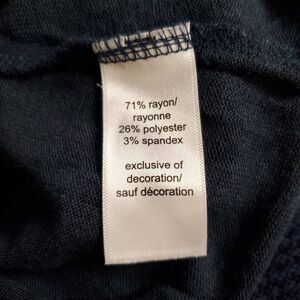 71% rayon/
rayonne
26% polyester
3% spandex
exclusive of
decoration/
sauf décoration